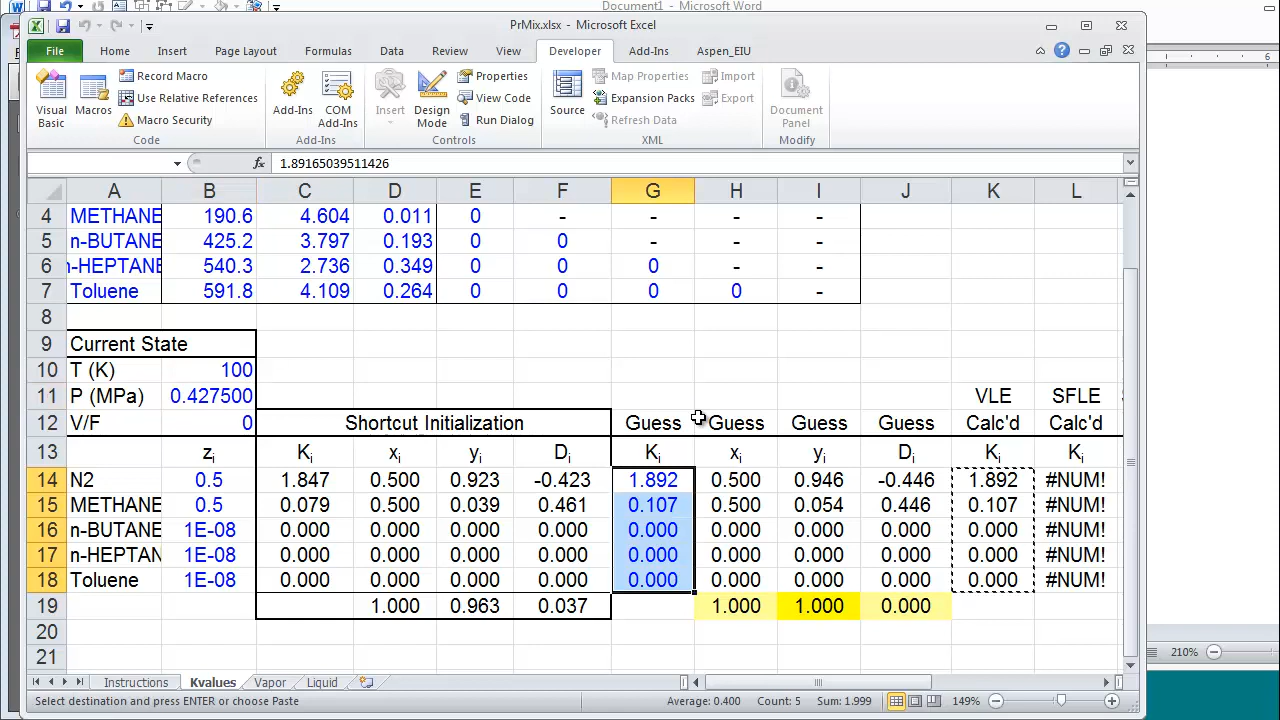 Document1 - Microsoft Word
PrMix.xlsx - Microsoft Excel
File Home Insert Page Layout Formulas Data Review View Developer Add-Ins Aspen_EIU
Visual Basic
Macros
Record Macro
Use Relative References
Macro Security
Code
Add-Ins
COM Add-Ins
Add-Ins
Insert
Design Mode
Properties
View Code
Run Dialog
Controls
Source
Map Properties
Expansion Packs
Refresh Data
Import
Export
XML
Document Panel
Modify
fx 1.89165039511426
A B C D E F G H I J K L
4 METHANE 190.6 4.604 0.011 0 - - - -
5 n-BUTANE 425.2 3.797 0.193 0 0 - - -
6 n-HEPTANE 540.3 2.736 0.349 0 0 0 - -
7 Toluene 591.8 4.109 0.264 0 0 0 0 -
8
9 Current State
10 T (K) 100
11 P (MPa) 0.427500 VLE SFLE
12 V/F 0 Shortcut Initialization Guess Guess Guess Guess Calc'd Calc'd
13 zi Ki xi yi Di Ki xi yi Di Ki Ki
14 N2 0.5 1.847 0.500 0.923 -0.423 1.892 0.500 0.946 -0.446 1.892 #NUM!
15 METHANE 0.5 0.079 0.500 0.039 0.461 0.107 0.500 0.054 0.446 0.107 #NUM!
16 n-BUTANE 1E-08 0.000 0.000 0.000 0.000 0.000 0.000 0.000 0.000 0.000 #NUM!
17 n-HEPTAN 1E-08 0.000 0.000 0.000 0.000 0.000 0.000 0.000 0.000 0.000 #NUM!
18 Toluene 1E-08 0.000 0.000 0.000 0.000 0.000 0.000 0.000 0.000 0.000 #NUM!
19 1.000 0.963 0.037 1.000 1.000 0.000
20
21
Instructions Kvalues Vapor Liquid
Select destination and press ENTER or choose Paste Average: 0.400 Count: 5 Sum: 1.999 149%
6
210%